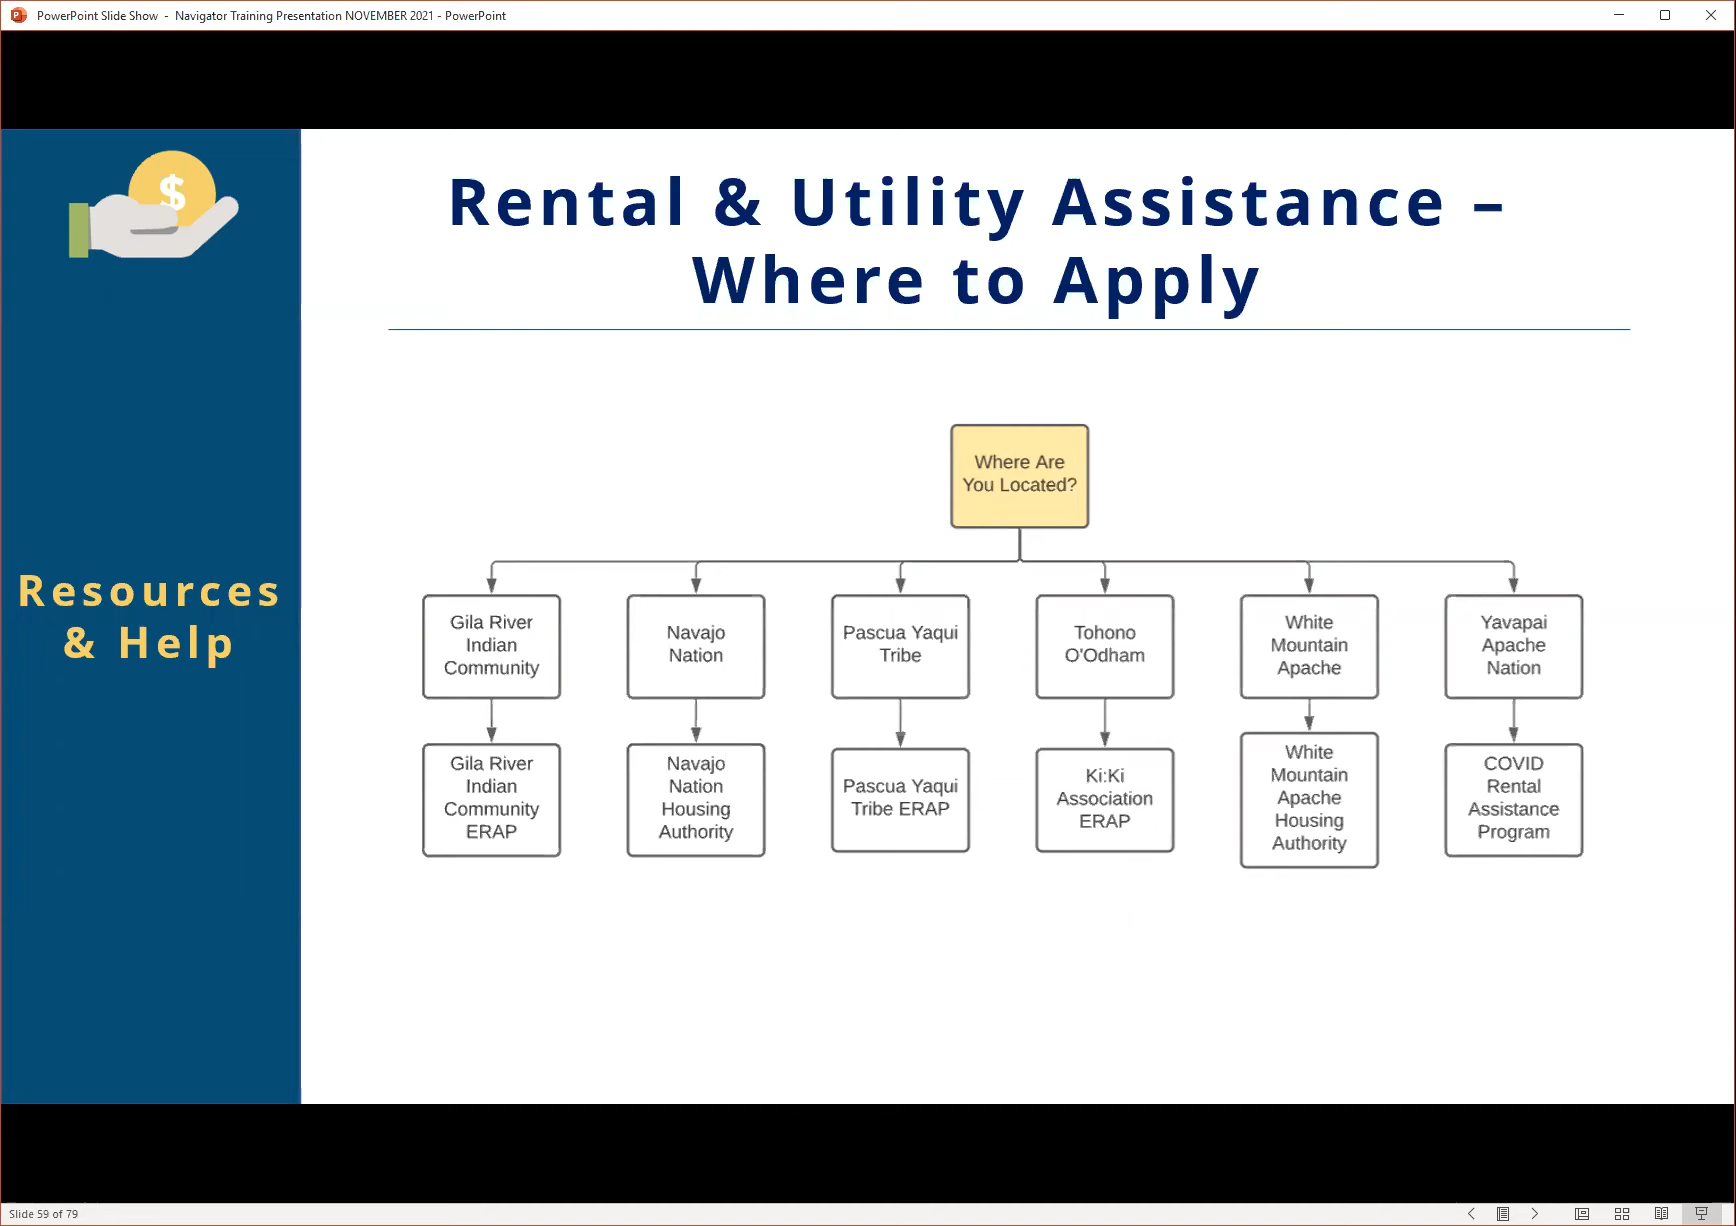 PowerPoint Slide Show - Navigator Training Presentation NOVEMBER 2021 - PowerPoint
$
Rental & Utility Assistance –
Where to Apply
Resources
& Help
Where Are
You Located?
Gila River
Indian
Community
Navajo
Nation
Pascua Yaqui
Tribe
Tohono
O'Odham
White
Mountain
Apache
Yavapai
Apache
Nation
Gila River
Indian
Community
ERAP
Navajo
Nation
Housing
Authority
Pascua Yaqui
Tribe ERAP
Ki:Ki
Association
ERAP
White
Mountain
Apache
Housing
Authority
COVID
Rental
Assistance
Program
Slide 59 of 79